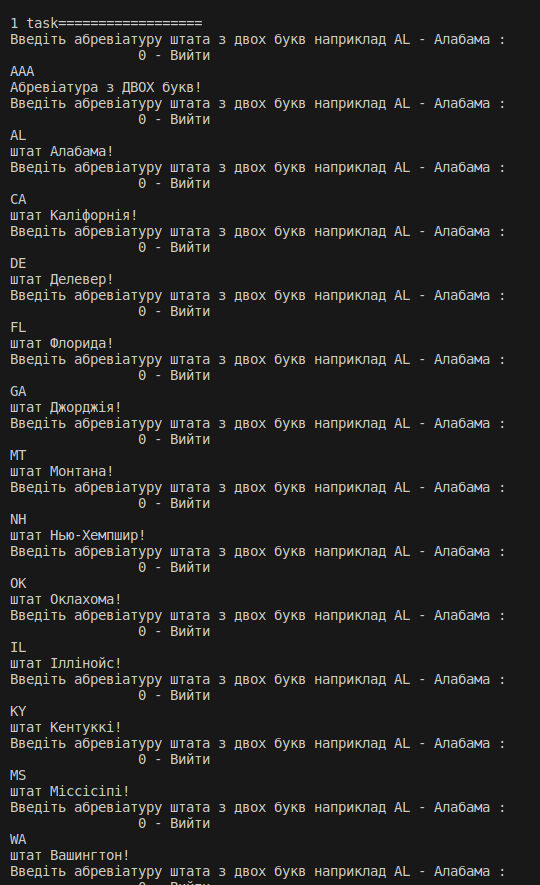 1 task==================
Введіть абревіатуру штата з двох букв наприклад AL - Алабама :
0 - Вийти
AAA
Абревіатура з ДВОХ букв!
Введіть абревіатуру штата з двох букв наприклад AL - Алабама :
0 - Вийти
AL
штат Алабама!
Введіть абревіатуру штата з двох букв наприклад AL - Алабама :
0 - Вийти
CA
штат Каліфорнія!
Введіть абревіатуру штата з двох букв наприклад AL - Алабама :
0 - Вийти
DE
штат Делевер!
Введіть абревіатуру штата з двох букв наприклад AL - Алабама :
0 - Вийти
FL
штат Флорида!
Введіть абревіатуру штата з двох букв наприклад AL - Алабама :
0 - Вийти
GA
штат Джорджія!
Введіть абревіатуру штата з двох букв наприклад AL - Алабама :
0 - Вийти
MT
штат Монтана!
Введіть абревіатуру штата з двох букв наприклад AL - Алабама :
0 - Вийти
NH
штат Нью-Хемпшир!
Введіть абревіатуру штата з двох букв наприклад AL - Алабама :
0 - Вийти
OK
штат Оклахома!
Введіть абревіатуру штата з двох букв наприклад AL - Алабама :
0 - Вийти
IL
штат Іллінойс!
Введіть абревіатуру штата з двох букв наприклад AL - Алабама :
0 - Вийти
KY
штат Кентуккі!
Введіть абревіатуру штата з двох букв наприклад AL - Алабама :
0 - Вийти
MS
штат Міссісіпі!
Введіть абревіатуру штата з двох букв наприклад AL - Алабама :
0 - Вийти
WA
штат Вашингтон!
Введіть абревіатуру штата з двох букв наприклад AL - Алабама :
0 - Вийти